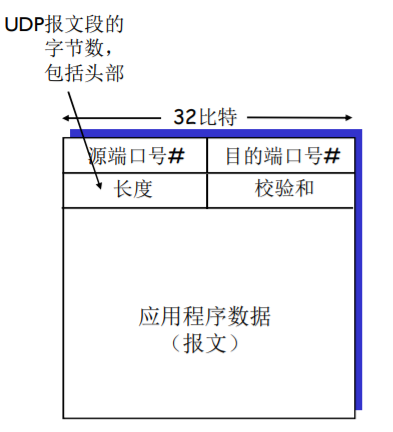 UDP报文段的
字节数，
包括头部
32比特
源端口号# 目的端口号#
长度 校验和
应用程序数据
（报文）